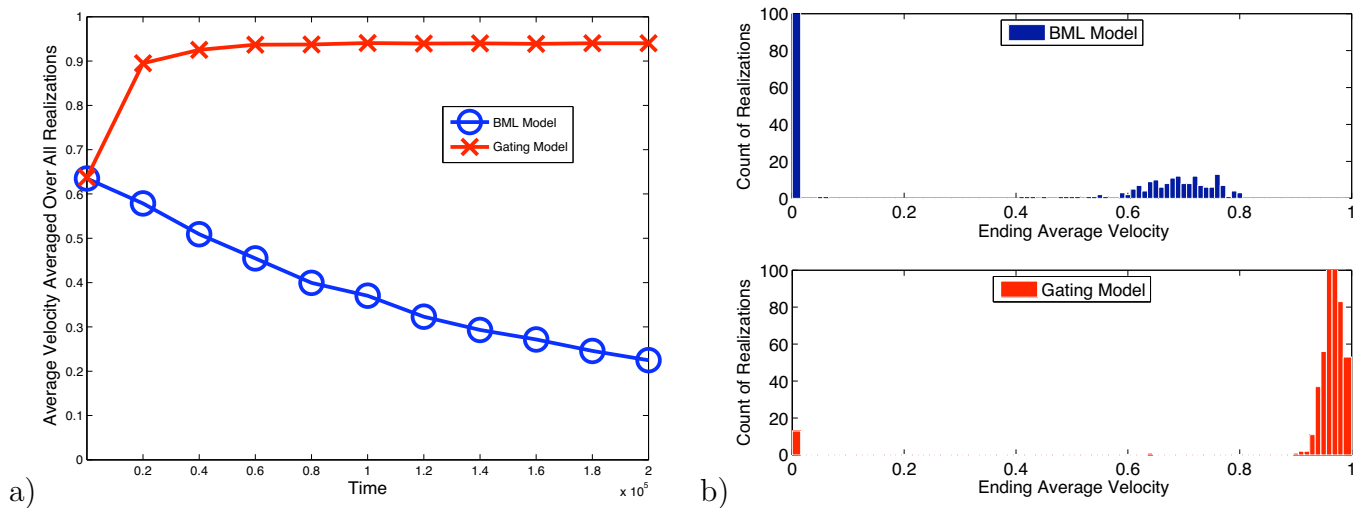 Average Velocity Averaged Over All Realizations
1
0.9
0.8
0.7
0.6
0.5
0.4
0.3
0.2
0.1
0
BML Model
Gating Model
0.2 0.4 0.6 0.8 1 1.2 1.4 1.6 1.8 2
Time
x 10⁵
a)
Count of Realizations
100
80
60
40
20
0
BML Model
0 0.2 0.4 0.6 0.8 1
Ending Average Velocity
Count of Realizations
100
80
60
40
20
0
Gating Model
0 0.2 0.4 0.6 0.8 1
Ending Average Velocity
b)